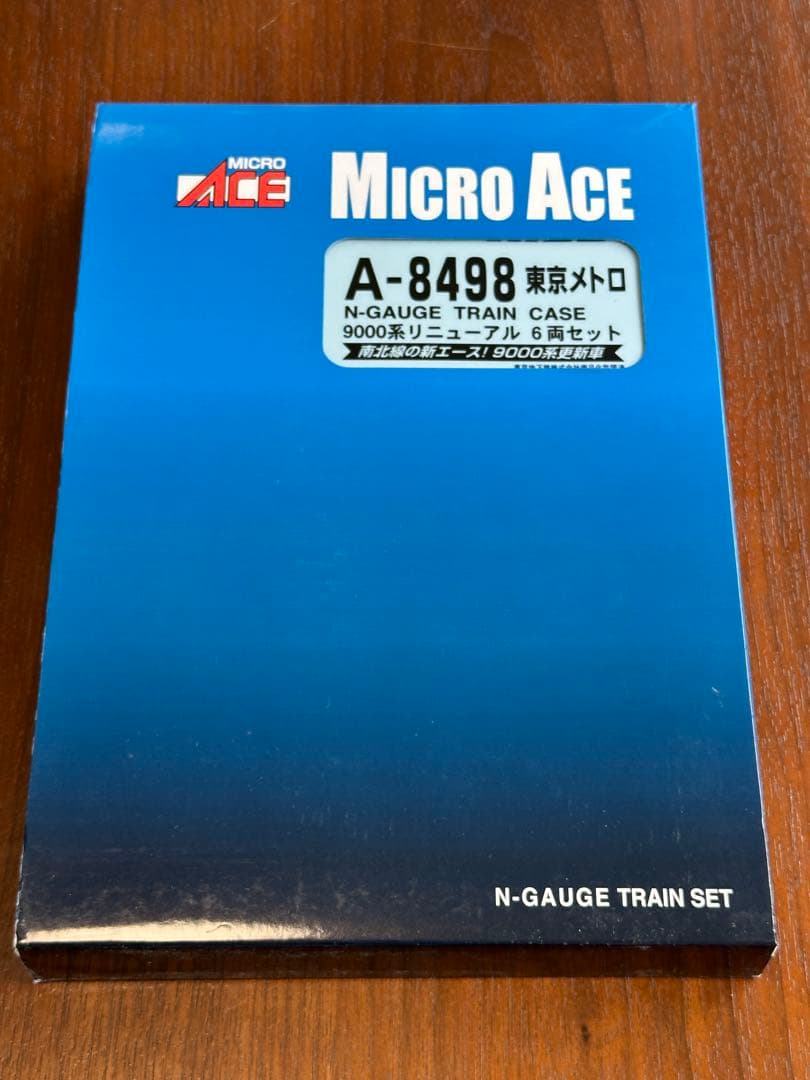 MICRO
ACE
MICRO ACE
A-8498 東京メトロ
N-GAUGE TRAIN CASE
9000系リニューアル 6両セット
南北線の新エース! 9000系更新車
N-GAUGE TRAIN SET